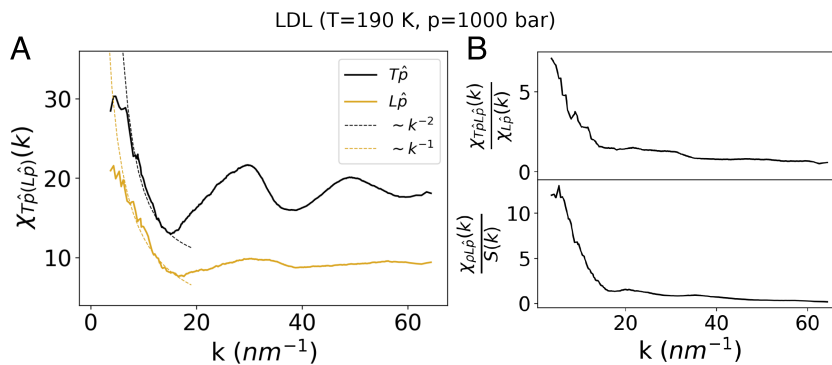 LDL (T=190 K, p=1000 bar)
A
χ_{Tp̂(Lp̂)}(k)
30
20
10
0
20
40
60
k (nm⁻¹)
Tp̂
Lp̂
~ k⁻²
~ k⁻¹
B
χ_{Tp̂Lp̂}(k)
χ_{Lp̂}(k)
5
0
χ_{ρLp̂}(k)
S(k)
10
5
0
20
40
60
k (nm⁻¹)